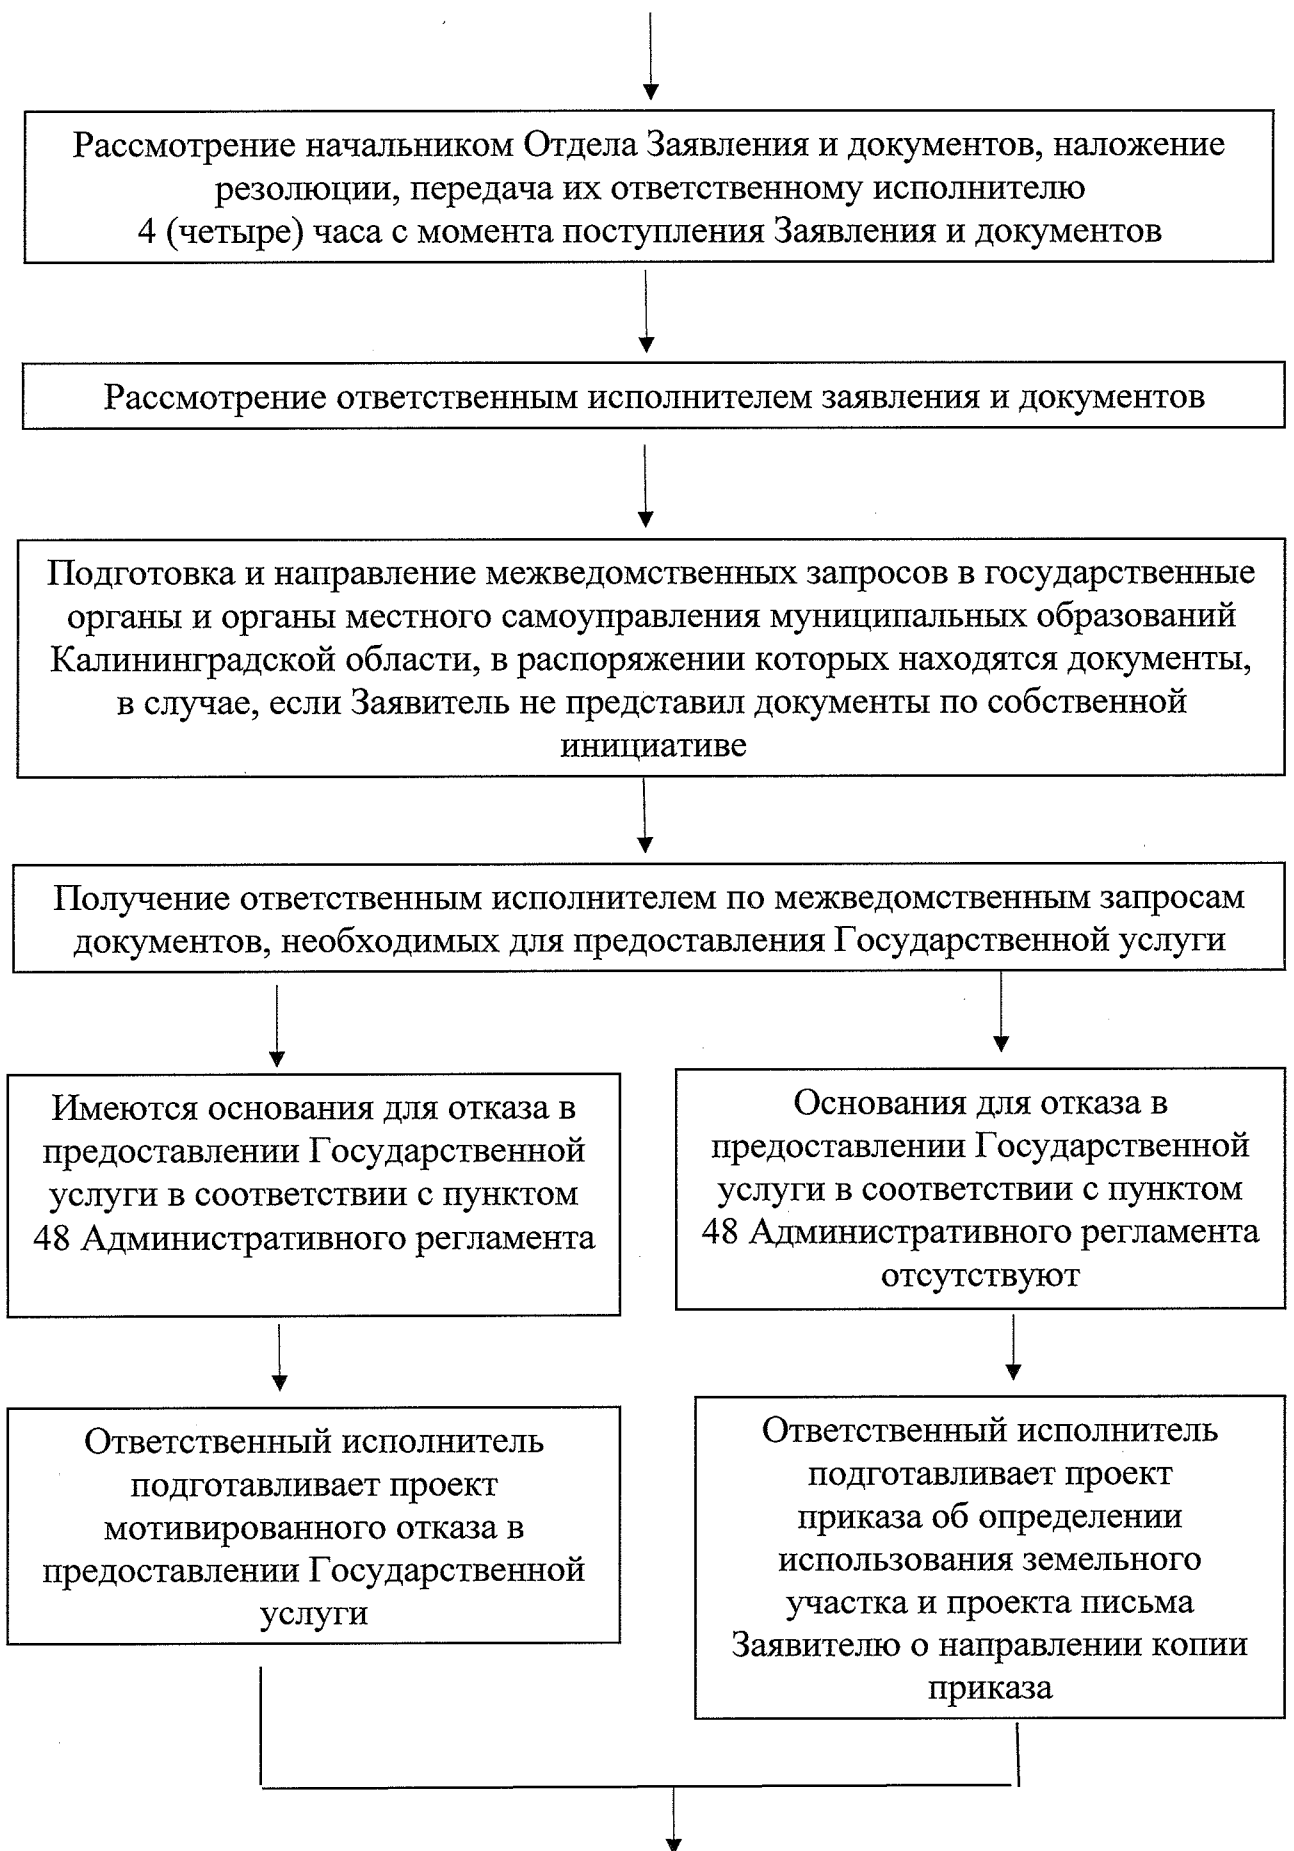 Рассмотрение начальником Отдела Заявления и документов, наложение
резолюции, передача их ответственному исполнителю
4 (четыре) часа с момента поступления Заявления и документов
Рассмотрение ответственным исполнителем заявления и документов
Подготовка и направление межведомственных запросов в государственные
органы и органы местного самоуправления муниципальных образований
Калининградской области, в распоряжении которых находятся документы,
в случае, если Заявитель не представил документы по собственной
инициативе
Получение ответственным исполнителем по межведомственным запросам
документов, необходимых для предоставления Государственной услуги
Имеются основания для отказа в
предоставлении Государственной
услуги в соответствии с пунктом
48 Административного регламента
Основания для отказа в
предоставлении Государственной
услуги в соответствии с пунктом
48 Административного регламента
отсутствуют
Ответственный исполнитель
подготавливает проект
мотивированного отказа в
предоставлении Государственной
услуги
Ответственный исполнитель
подготавливает проект
приказа об определении
использования земельного
участка и проекта письма
Заявителю о направлении копии
приказа